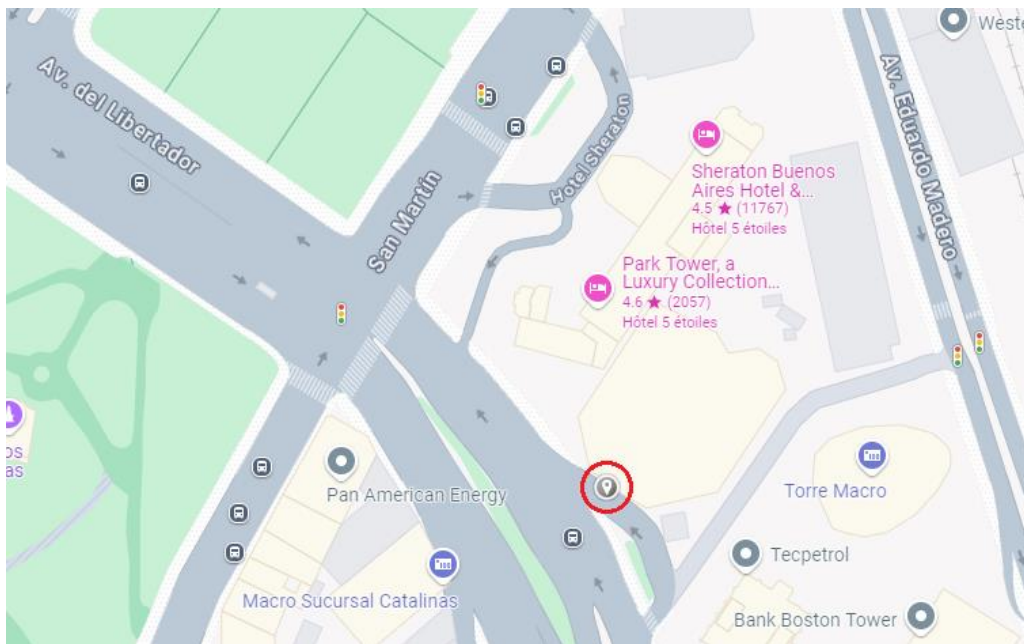 Weste
Av. del Libertador
San Martín
Hotel Sheraton
Av. Eduardo Madero
Sheraton Buenos
Aires Hotel &...
4.5 ★ (11767)
Hôtel 5 étoiles
Park Tower, a
Luxury Collection...
4.6 ★ (2057)
Hôtel 5 étoiles
os
as
Pan American Energy
Torre Macro
Tecpetrol
Macro Sucursal Catalinas
Bank Boston Tower